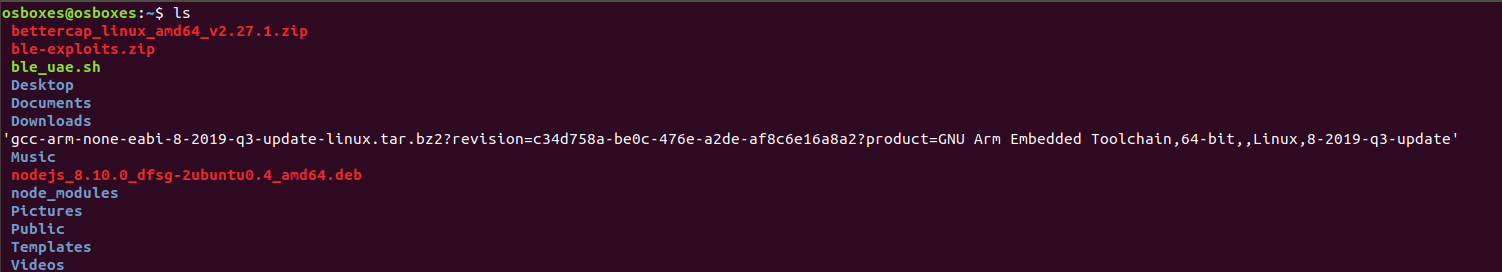 osboxes@osboxes:~$ ls
bettercap_linux_amd64_v2.27.1.zip
ble-exploits.zip
ble_uae.sh
Desktop
Documents
Downloads
'gcc-arm-none-eabi-8-2019-q3-update-linux.tar.bz2?revision=c34d758a-be0c-476e-a2de-af8c6e16a8a2?product=GNU Arm Embedded Toolchain,64-bit,,Linux,8-2019-q3-update'
Music
nodejs_8.10.0_dfsg-2ubuntu0.4_amd64.deb
node_modules
Pictures
Public
Templates
Videos